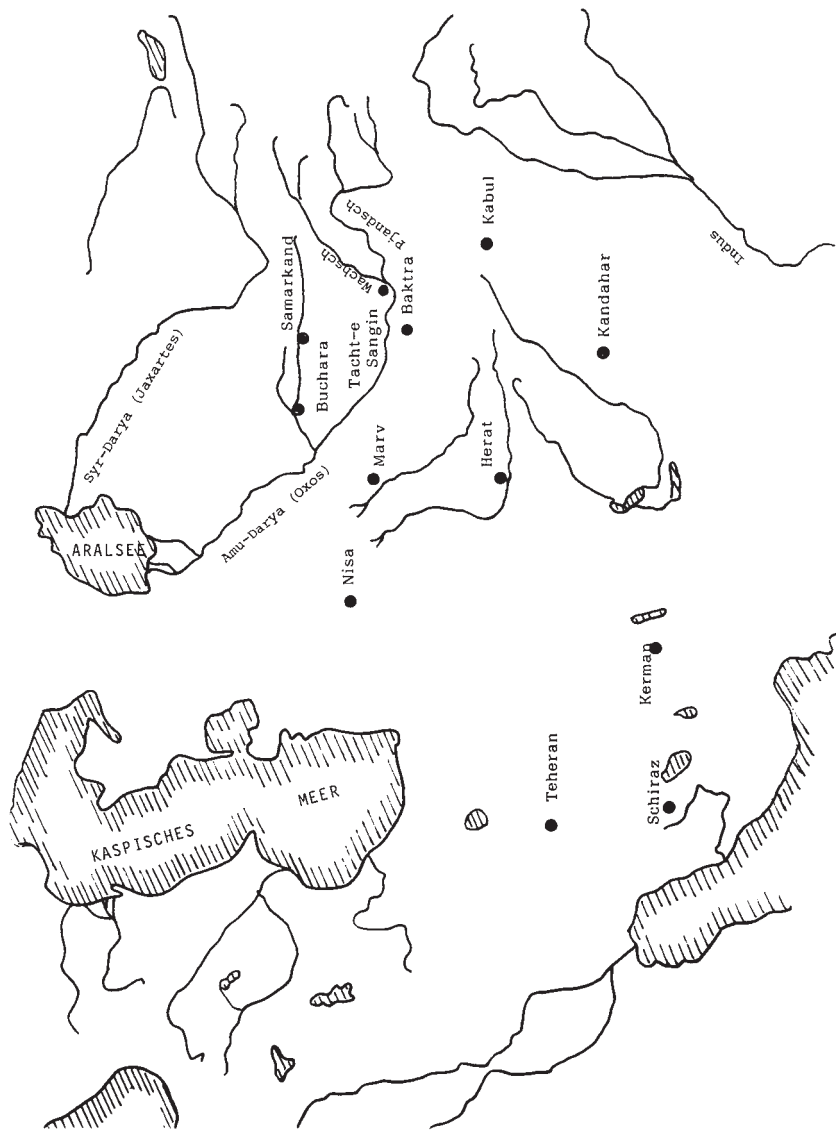 Syr-Darya (Jaxartes)
ARALSEE
Amu-Darya (Oxos)
Samarkand
Buchara
Wachsch
Pjandsch
Tacht-e
Sangin
Baktra
Kabul
Indus
Kandahar
Marv
Herat
Nisa
KASPISCHES
MEER
Teheran
Kerman
Schiraz